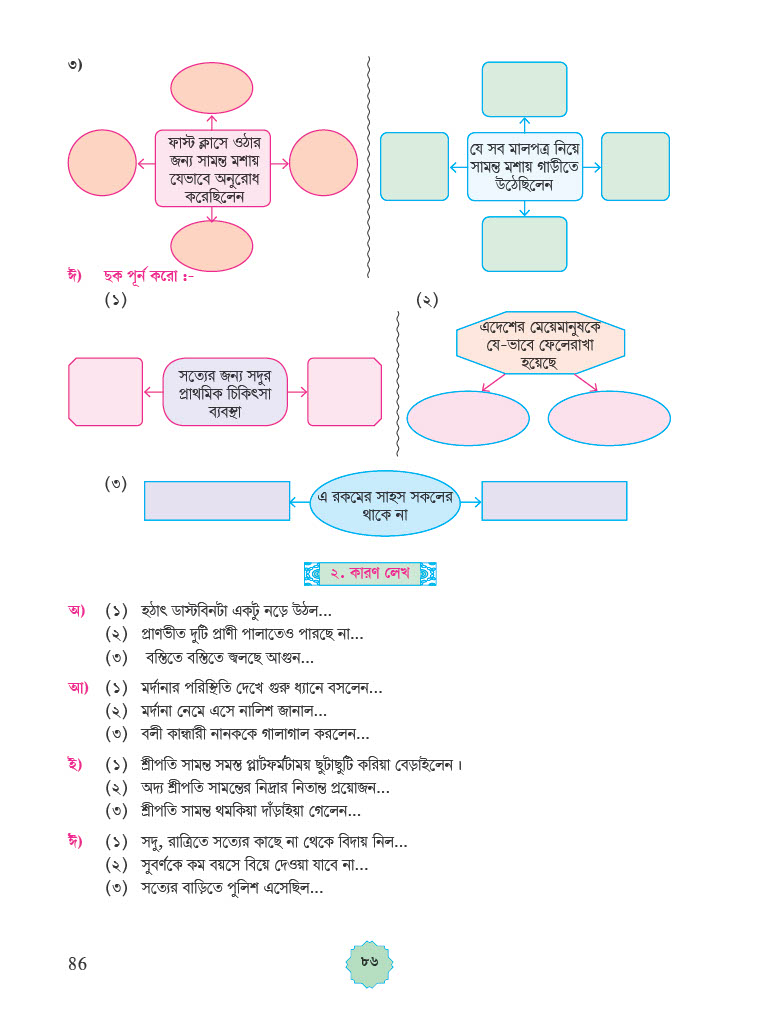 ৩)
ফার্স্ট ক্লাসে ওঠার
জন্য সামন্ত মশায়
যেভাবে অনুরোধ
করেছিলেন
যে সব মালপত্র নিয়ে
সামন্ত মশায় গাড়ীতে
উঠেছিলেন
ঈ) ছক পূর্ন করো :-
(১)
(২)
সত্যের জন্য সদুর
প্রাথমিক চিকিৎসা
ব্যবস্থা
এদেশের মেয়েমানুষকে
যে-ভাবে ফেলেরাখা
হয়েছে
(৩)
এ রকমের সাহস সকলের
থাকে না
২. কারণ লেখ
অ) (১) হঠাৎ ডাস্টবিনটা একটু নড়ে উঠল...
(২) প্রাণভীত দুটি প্রাণী পালাতেও পারছে না...
(৩) বস্তিতে বস্তিতে জ্বলছে আগুন...
আ) (১) মর্দানার পরিস্থিতি দেখে গুরু ধ্যানে বসলেন...
(২) মর্দানা নেমে এসে নালিশ জানাল...
(৩) বলী কান্ধারী নানককে গালাগাল করলেন...
ই) (১) শ্রীপতি সামন্ত সমস্ত প্লাটফর্মটাময় ছুটাছুটি করিয়া বেড়াইলেন।
(২) অদ্য শ্রীপতি সামন্তের নিদ্রার নিতান্ত প্রয়োজন...
(৩) শ্রীপতি সামন্ত থমকিয়া দাঁড়াইয়া গেলেন...
ঈ) (১) সদু, রাত্রিতে সত্যের কাছে না থেকে বিদায় নিল...
(২) সুবর্ণকে কম বয়সে বিয়ে দেওয়া যাবে না...
(৩) সত্যের বাড়িতে পুলিশ এসেছিল...
86
৮৬